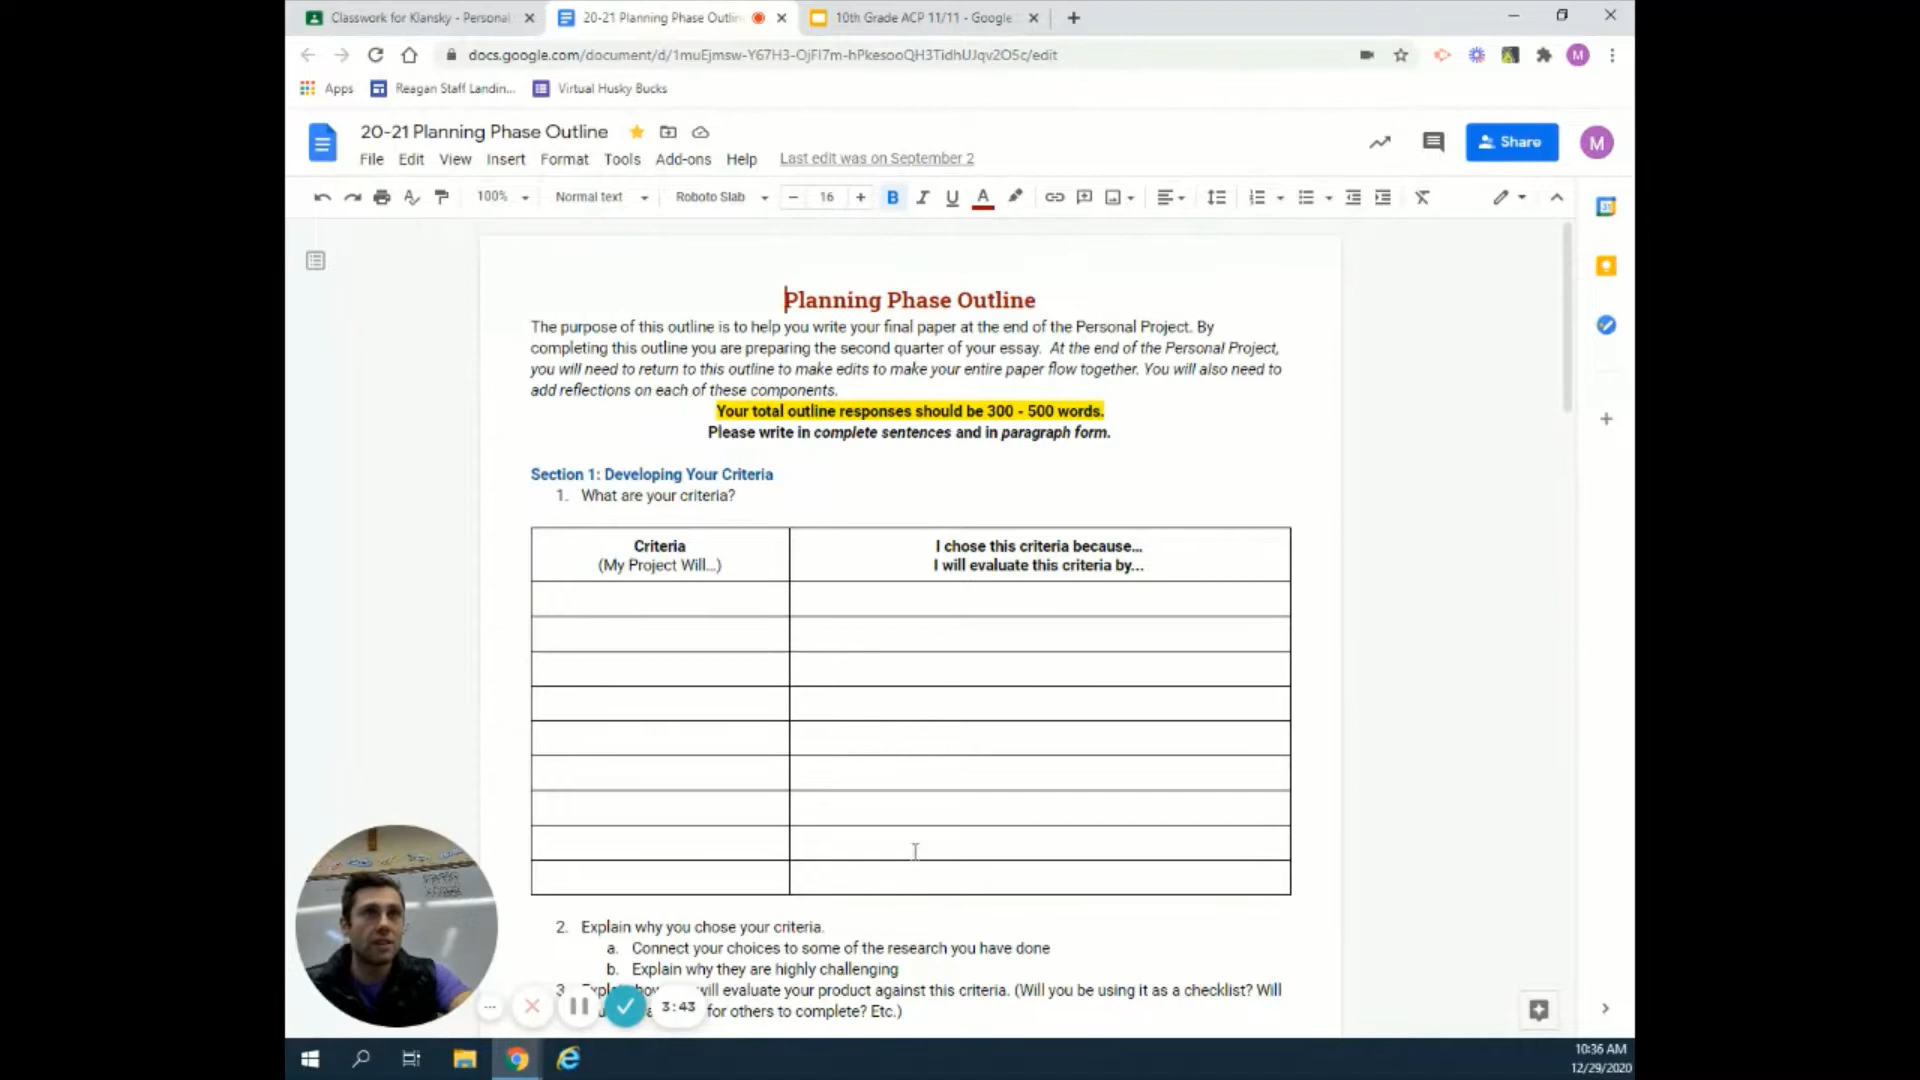 Classwork for Klansky - Personal
20-21 Planning Phase Outlin
10th Grade ACP 11/11 - Google
docs.google.com/document/d/1muEjmsw-Y67H3-OjFI7m-hPkesooQH3TidhUJqv2O5c/edit
M
Apps
Reagan Staff Landin...
Virtual Husky Bucks
20-21 Planning Phase Outline
Share
M
File Edit View Insert Format Tools Add-ons Help
Last edit was on September 2
100% Normal text Roboto Slab 16 B I U A
31
Planning Phase Outline
The purpose of this outline is to help you write your final paper at the end of the Personal Project. By
completing this outline you are preparing the second quarter of your essay. At the end of the Personal Project,
you will need to return to this outline to make edits to make your entire paper flow together. You will also need to
add reflections on each of these components.
Your total outline responses should be 300 - 500 words.
Please write in complete sentences and in paragraph form.
Section 1: Developing Your Criteria
1. What are your criteria?
Criteria
(My Project Will...)
I chose this criteria because...
I will evaluate this criteria by...
2. Explain why you chose your criteria.
a. Connect your choices to some of the research you have done
b. Explain why they are highly challenging
3 will evaluate your product against this criteria. (Will you be using it as a checklist? Will
for others to complete? Etc.)
3:43
10:36 AM
12/29/2020